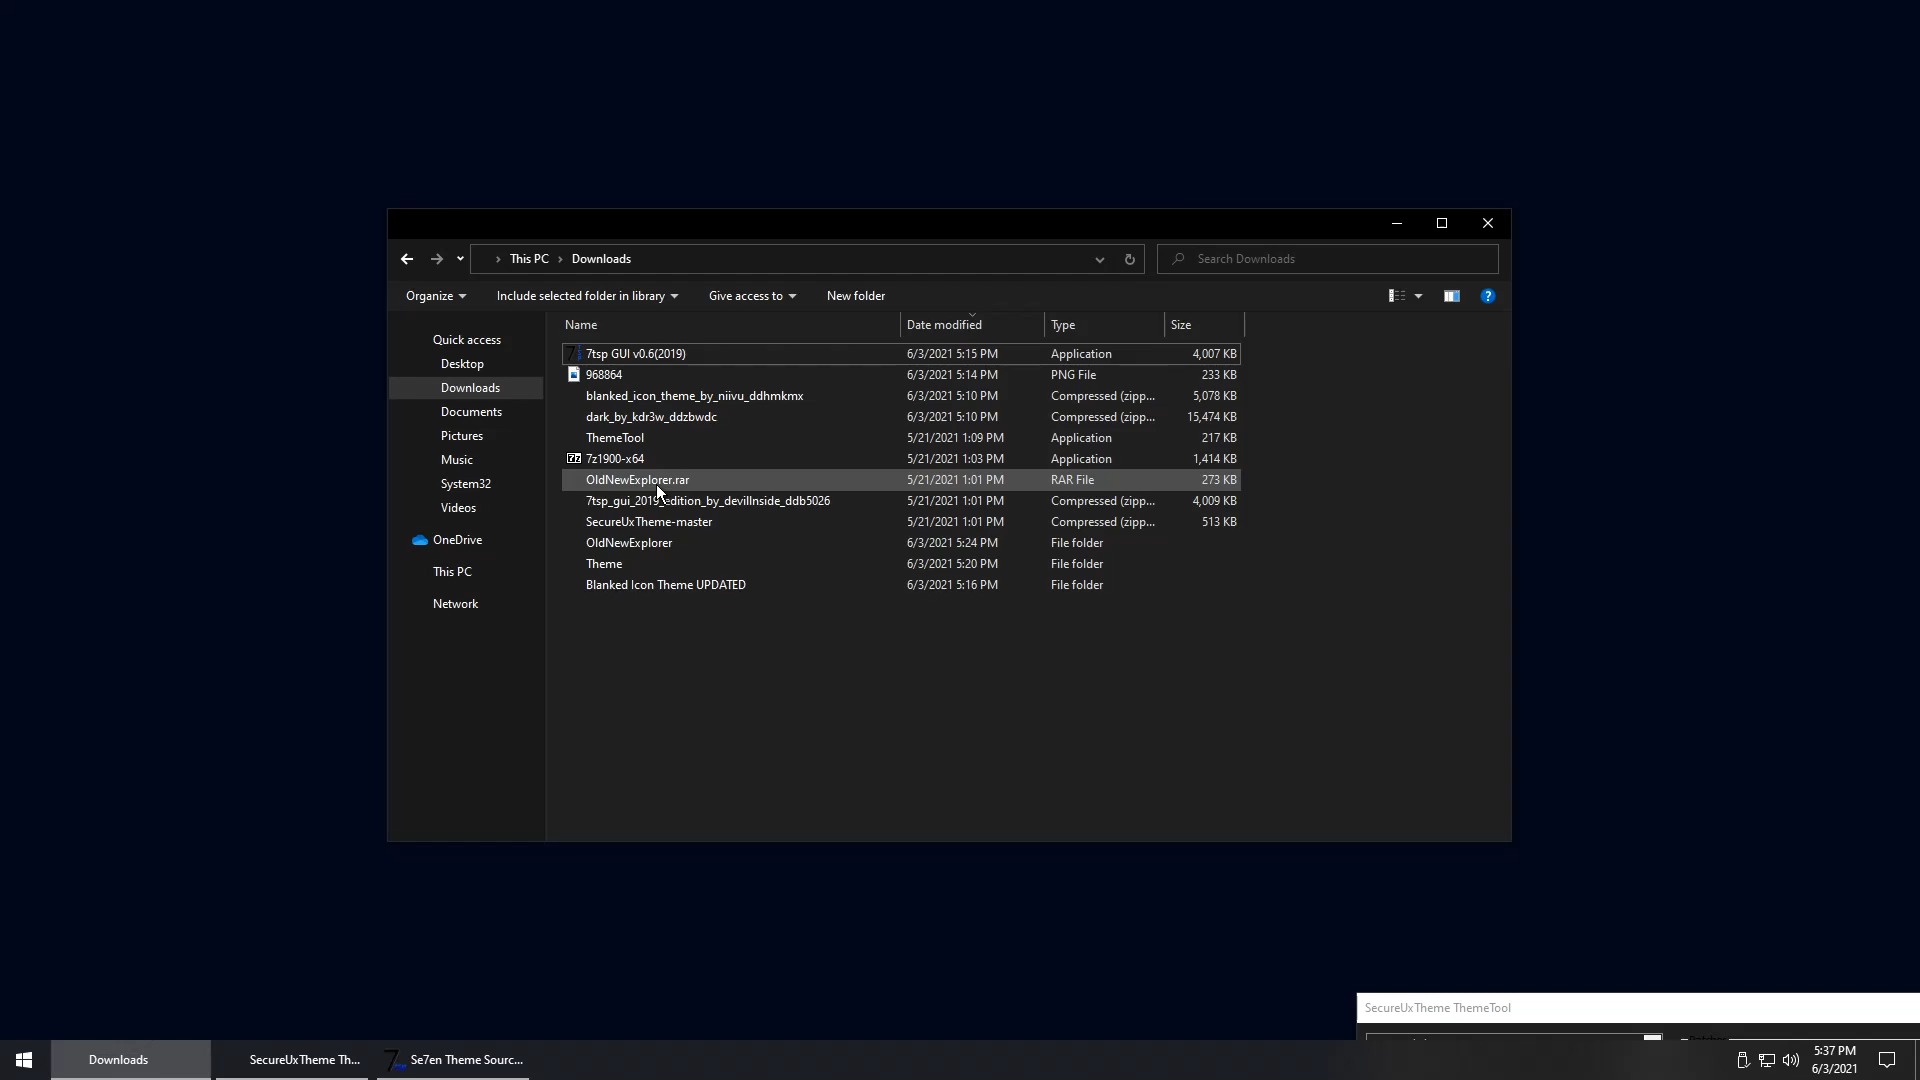 This PC
Downloads
Search Downloads
Organize
Include selected folder in library
Give access to
New folder
Name
Date modified
Type
Size
Quick access
Desktop
Downloads
Documents
Pictures
Music
System32
Videos
OneDrive
This PC
Network
7tsp GUI v0.6(2019) 6/3/2021 5:15 PM Application 4,007 KB
968864 6/3/2021 5:14 PM PNG File 233 KB
blanked_icon_theme_by_niivu_ddhmkmx 6/3/2021 5:10 PM Compressed (zipp... 5,078 KB
dark_by_kdr3w_ddzbwdc 6/3/2021 5:10 PM Compressed (zipp... 15,474 KB
ThemeTool 5/21/2021 1:09 PM Application 217 KB
7z1900-x64 5/21/2021 1:03 PM Application 1,414 KB
OldNewExplorer.rar 5/21/2021 1:01 PM RAR File 273 KB
7tsp_gui_2019_edition_by_devillnside_ddb5026 5/21/2021 1:01 PM Compressed (zipp... 4,009 KB
SecureUxTheme-master 5/21/2021 1:01 PM Compressed (zipp... 513 KB
OldNewExplorer 6/3/2021 5:24 PM File folder
Theme 6/3/2021 5:20 PM File folder
Blanked Icon Theme UPDATED 6/3/2021 5:16 PM File folder
SecureUxTheme ThemeTool
Downloads
SecureUxTheme Th...
Se7en Theme Sourc...
5:37 PM
6/3/2021